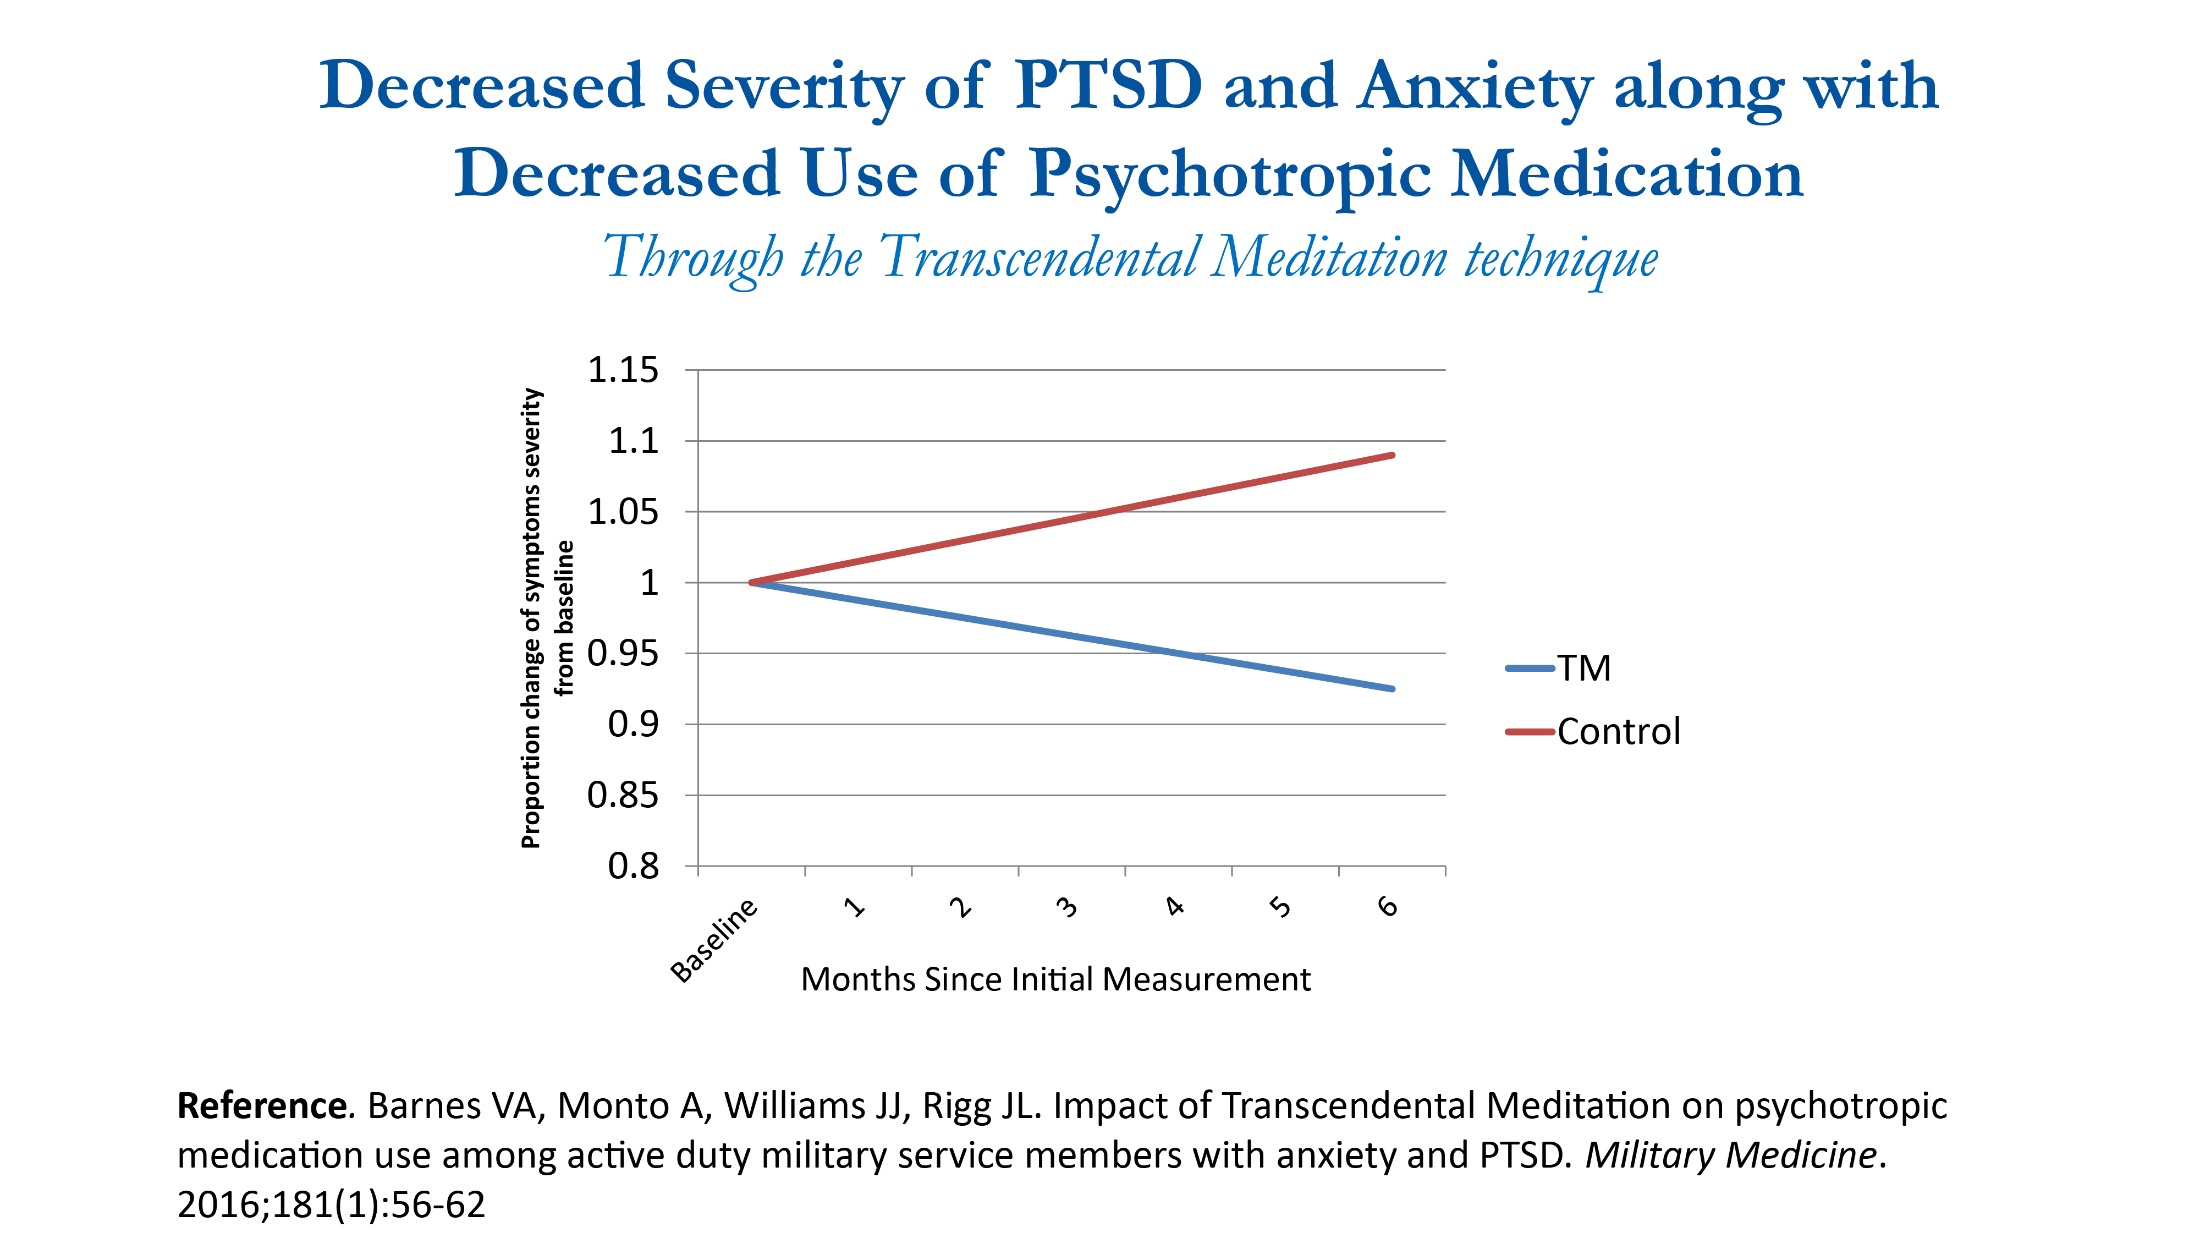 Decreased Severity of PTSD and Anxiety along with
Decreased Use of Psychotropic Medication
Through the Transcendental Meditation technique
Proportion change of symptoms severity
from baseline
1.15
1.1
1.05
1
0.95
0.9
0.85
0.8
Baseline
1
2
3
4
5
6
Months Since Initial Measurement
TM
Control
Reference. Barnes VA, Monto A, Williams JJ, Rigg JL. Impact of Transcendental Meditation on psychotropic
medication use among active duty military service members with anxiety and PTSD. Military Medicine.
2016;181(1):56-62